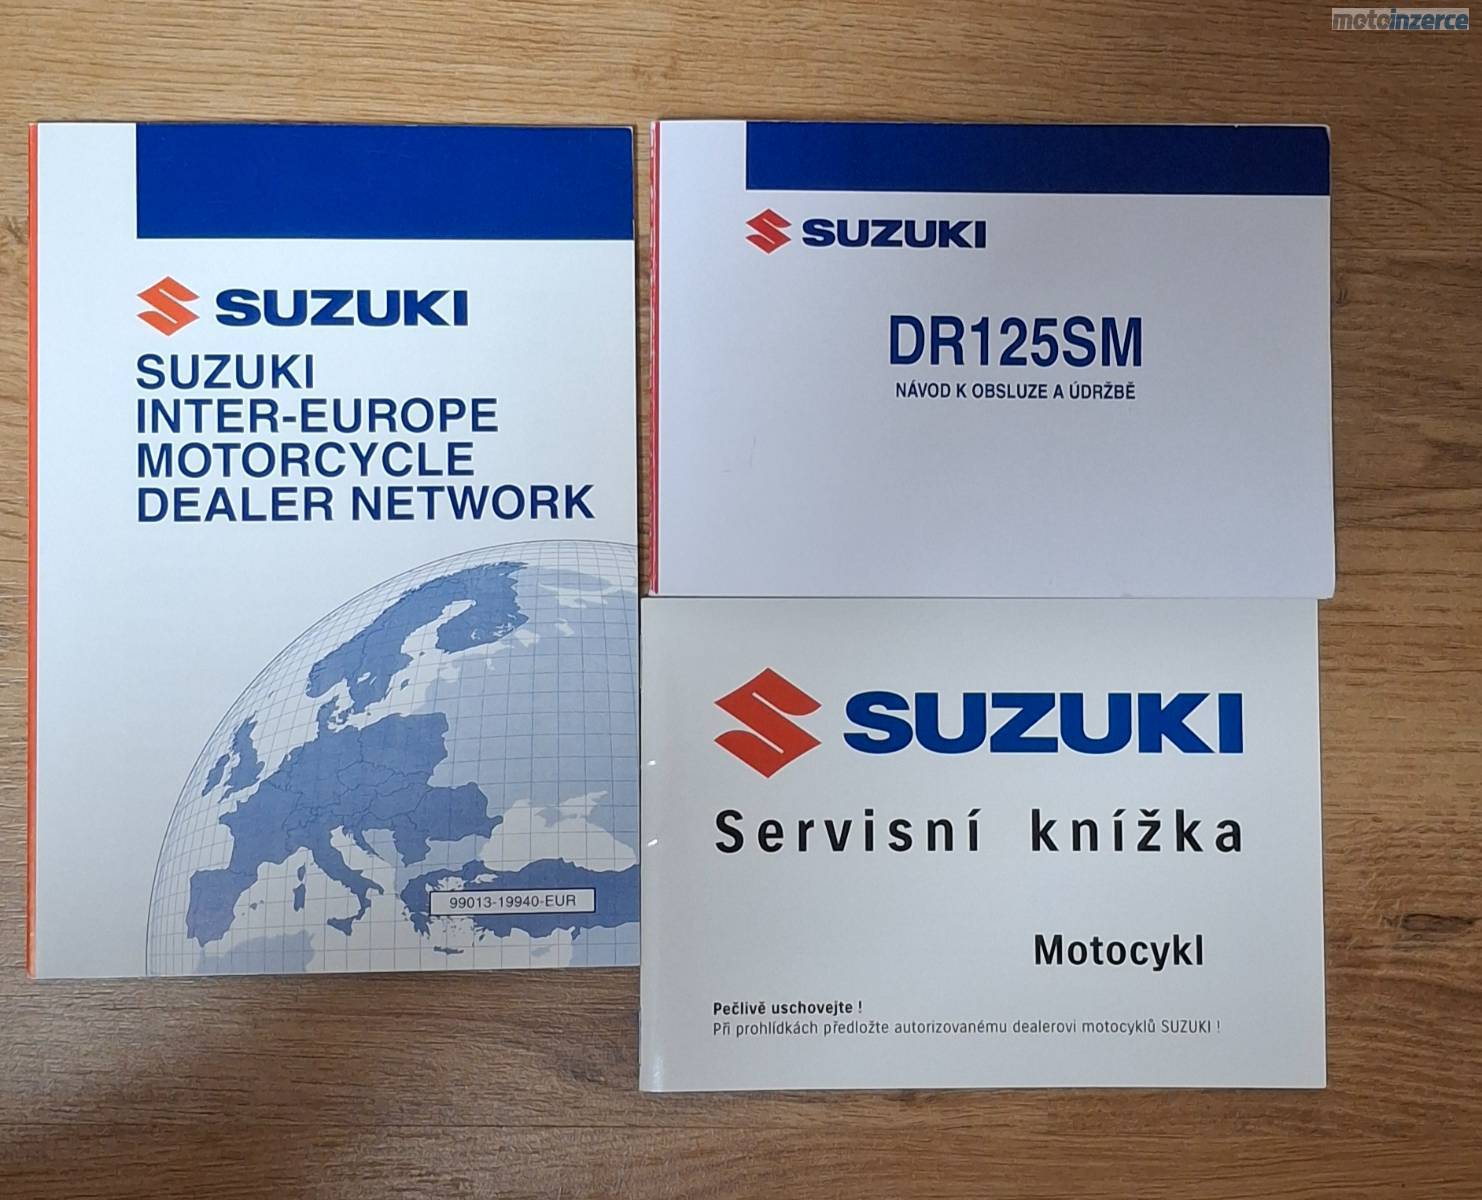 motoinzerce
SUZUKI
SUZUKI
INTER-EUROPE
MOTORCYCLE
DEALER NETWORK
99013-19940-EUR
SUZUKI
DR125SM
NÁVOD K OBSLUZE A ÚDRŽBĚ
SUZUKI
Servisní knížka
Motocykl
Pečlivě uschovejte !
Při prohlídkách předložte autorizovanému dealerovi motocyklů SUZUKI !